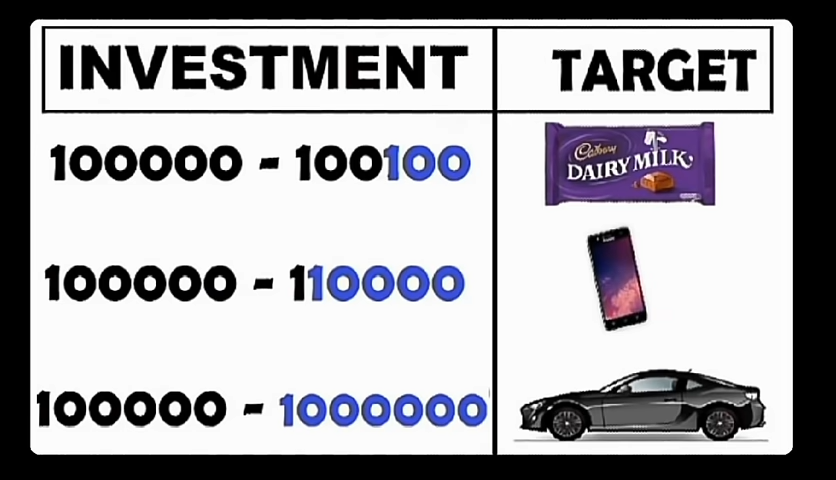 INVESTMENT TARGET
100000 - 100100
Cadbury
DAIRY MILK
100000 - 110000
100000 - 1000000